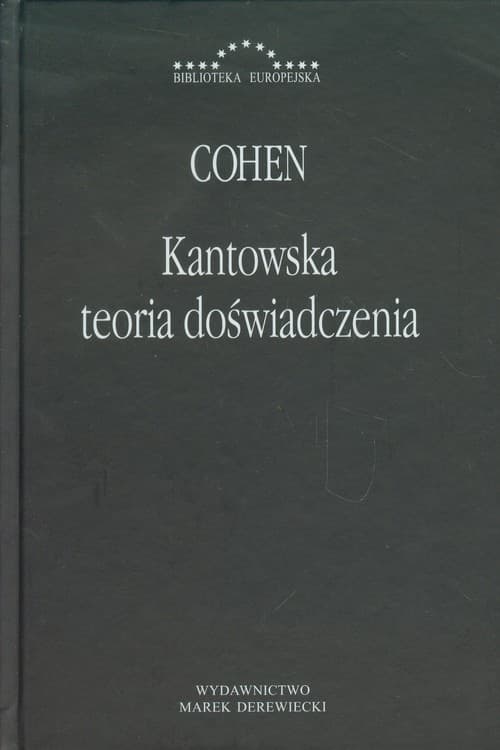 BIBLIOTEKA EUROPEJSKA
COHEN
Kantowska
teoria doświadczenia
WYDAWNICTWO
MAREK DEREWIECKI